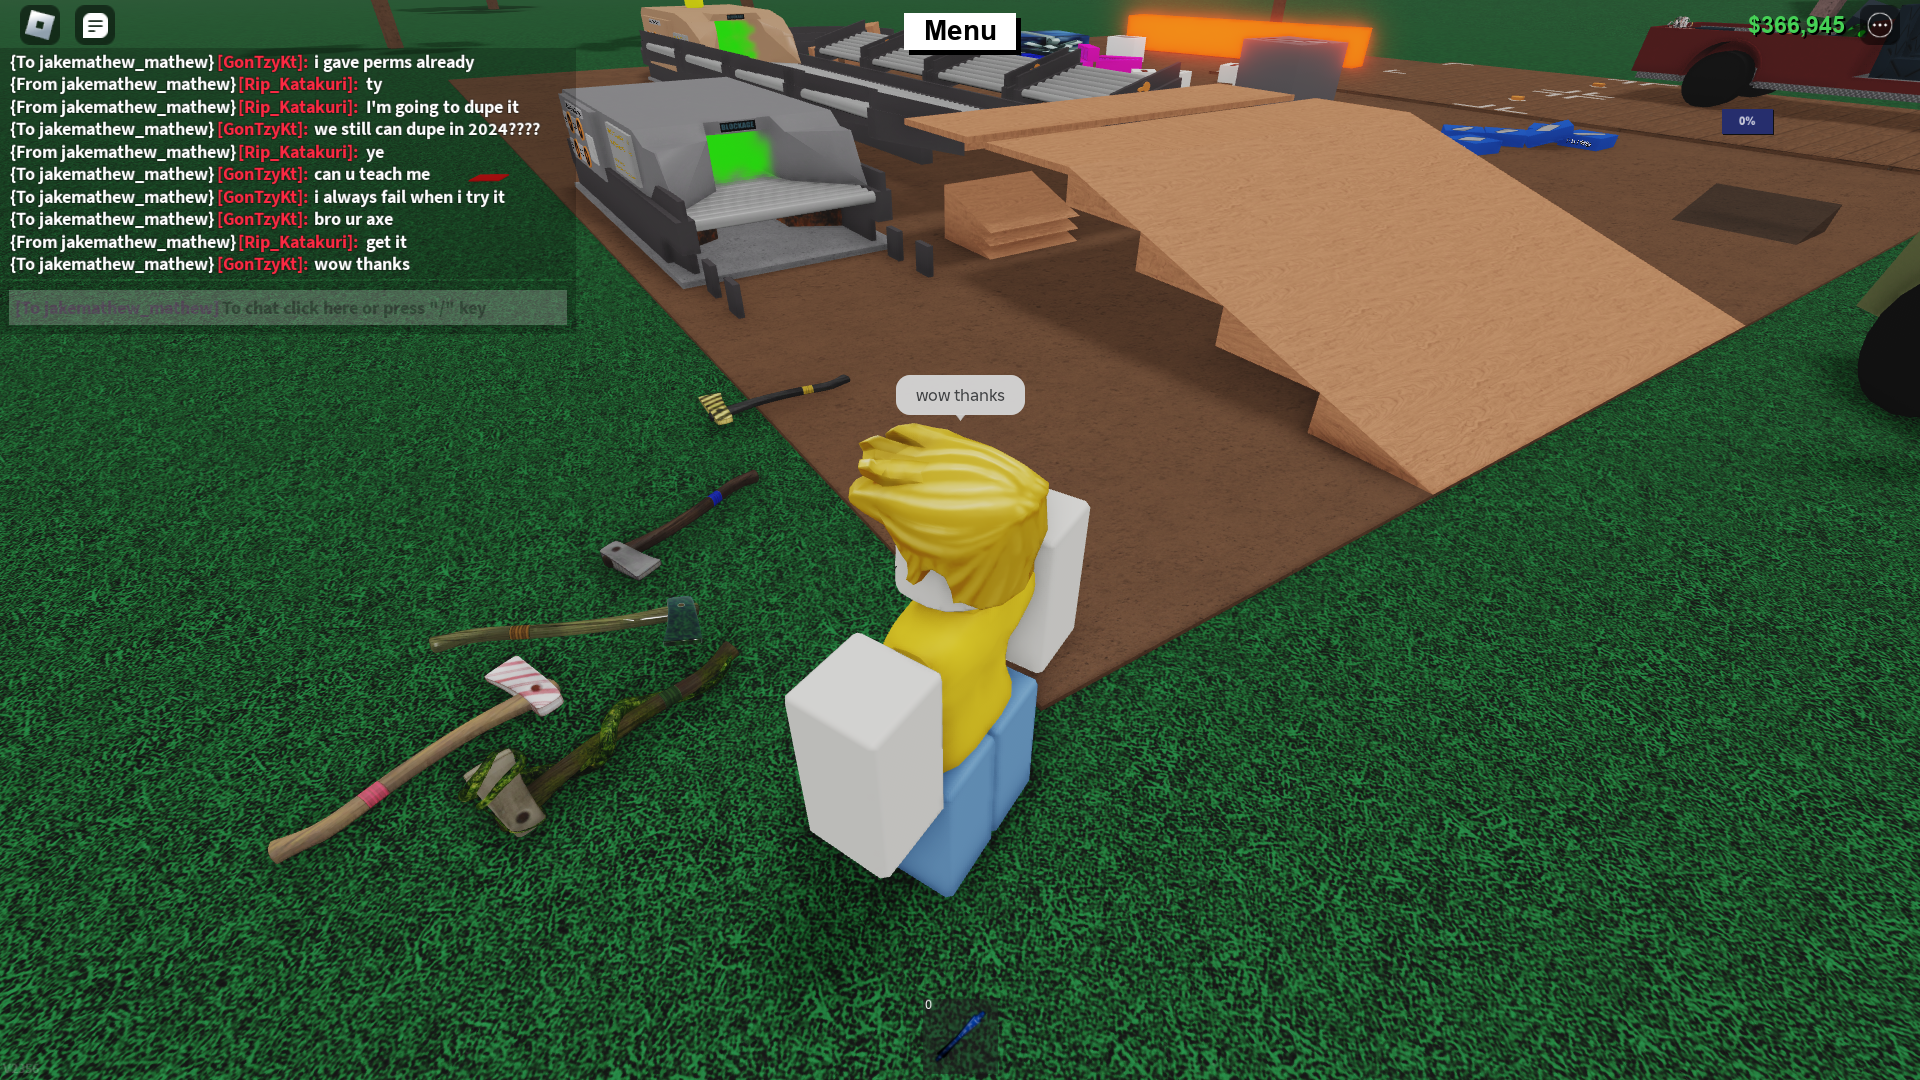 Menu
$366,945
{To jakemathew_mathew} [GonTzyKt]: i gave perms already
{From jakemathew_mathew} [Rip_Katakuri]: ty
{From jakemathew_mathew} [Rip_Katakuri]: I'm going to dupe it
{To jakemathew_mathew} [GonTzyKt]: we still can dupe in 2024????
{From jakemathew_mathew} [Rip_Katakuri]: ye
{To jakemathew_mathew} [GonTzyKt]: can u teach me
{To jakemathew_mathew} [GonTzyKt]: i always fail when i try it
{To jakemathew_mathew} [GonTzyKt]: bro ur axe
{From jakemathew_mathew} [Rip_Katakuri]: get it
{To jakemathew_mathew} [GonTzyKt]: wow thanks
{To jakemathew_mathew} To chat click here or press "/" key
BLOCKAGE
0%
wow thanks
0